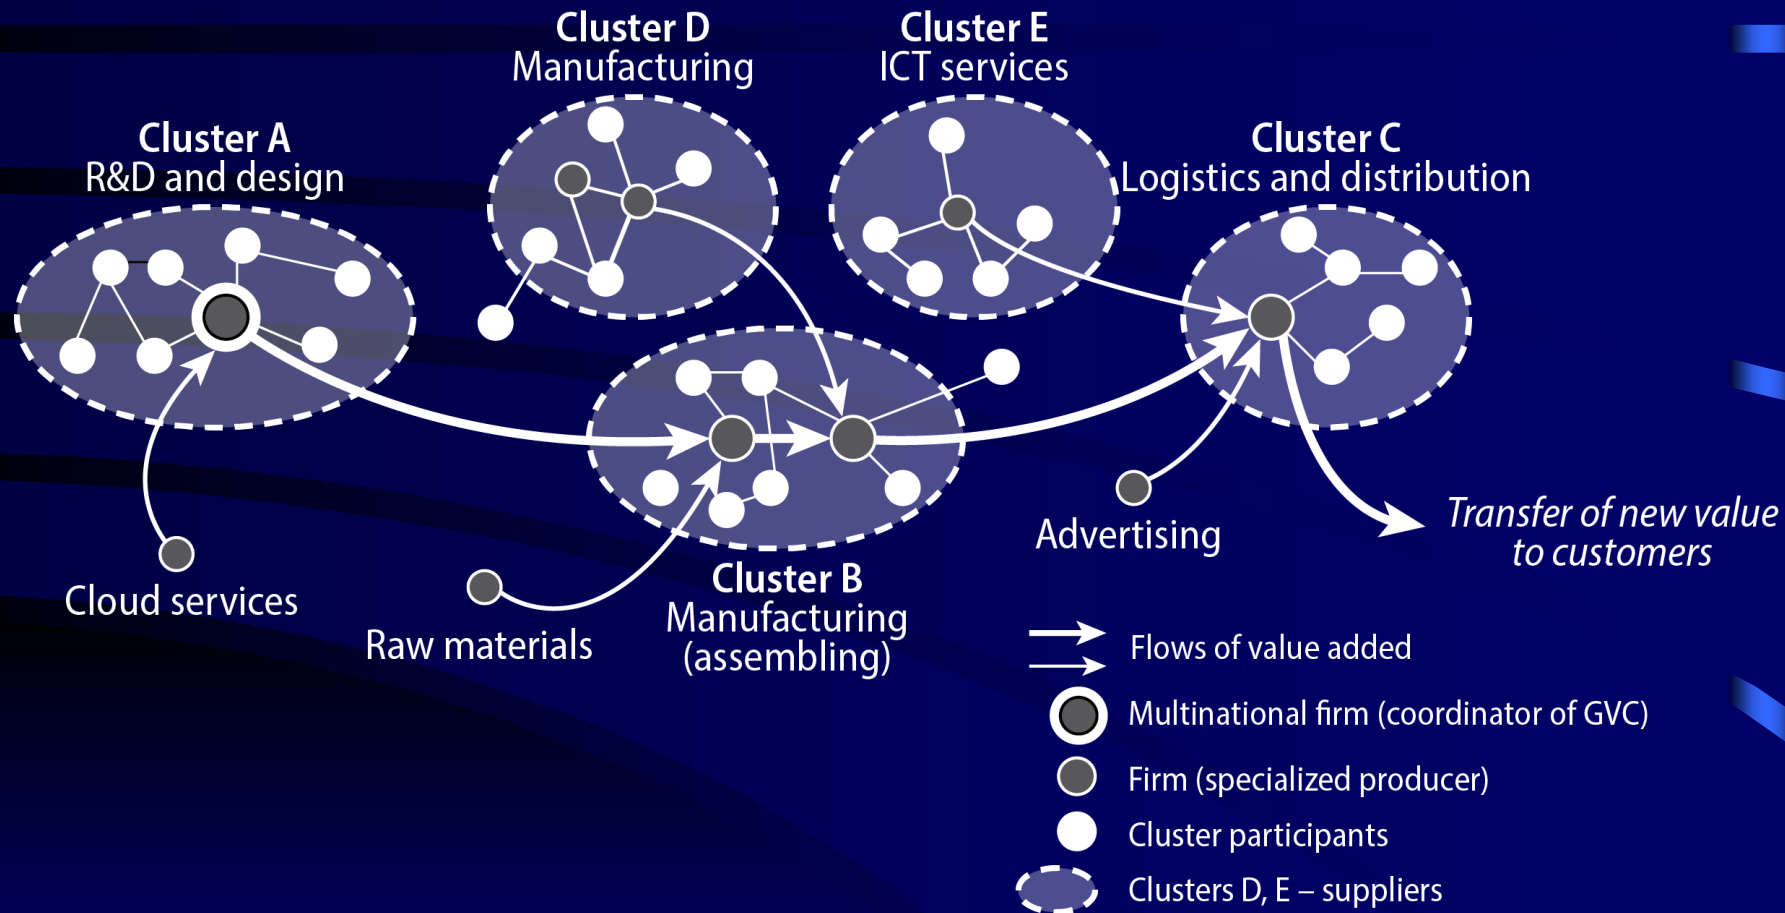 Cluster D
Manufacturing
Cluster E
ICT services
Cluster A
R&D and design
Cluster C
Logistics and distribution
Cloud services
Raw materials
Cluster B
Manufacturing
(assembling)
Advertising
Transfer of new value
to customers
Flows of value added
Multinational firm (coordinator of GVC)
Firm (specialized producer)
Cluster participants
Clusters D, E – suppliers